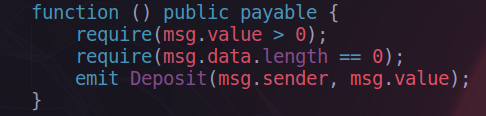 function () public payable {
require(msg.value > 0);
require(msg.data.length == 0);
emit Deposit(msg.sender, msg.value);
}